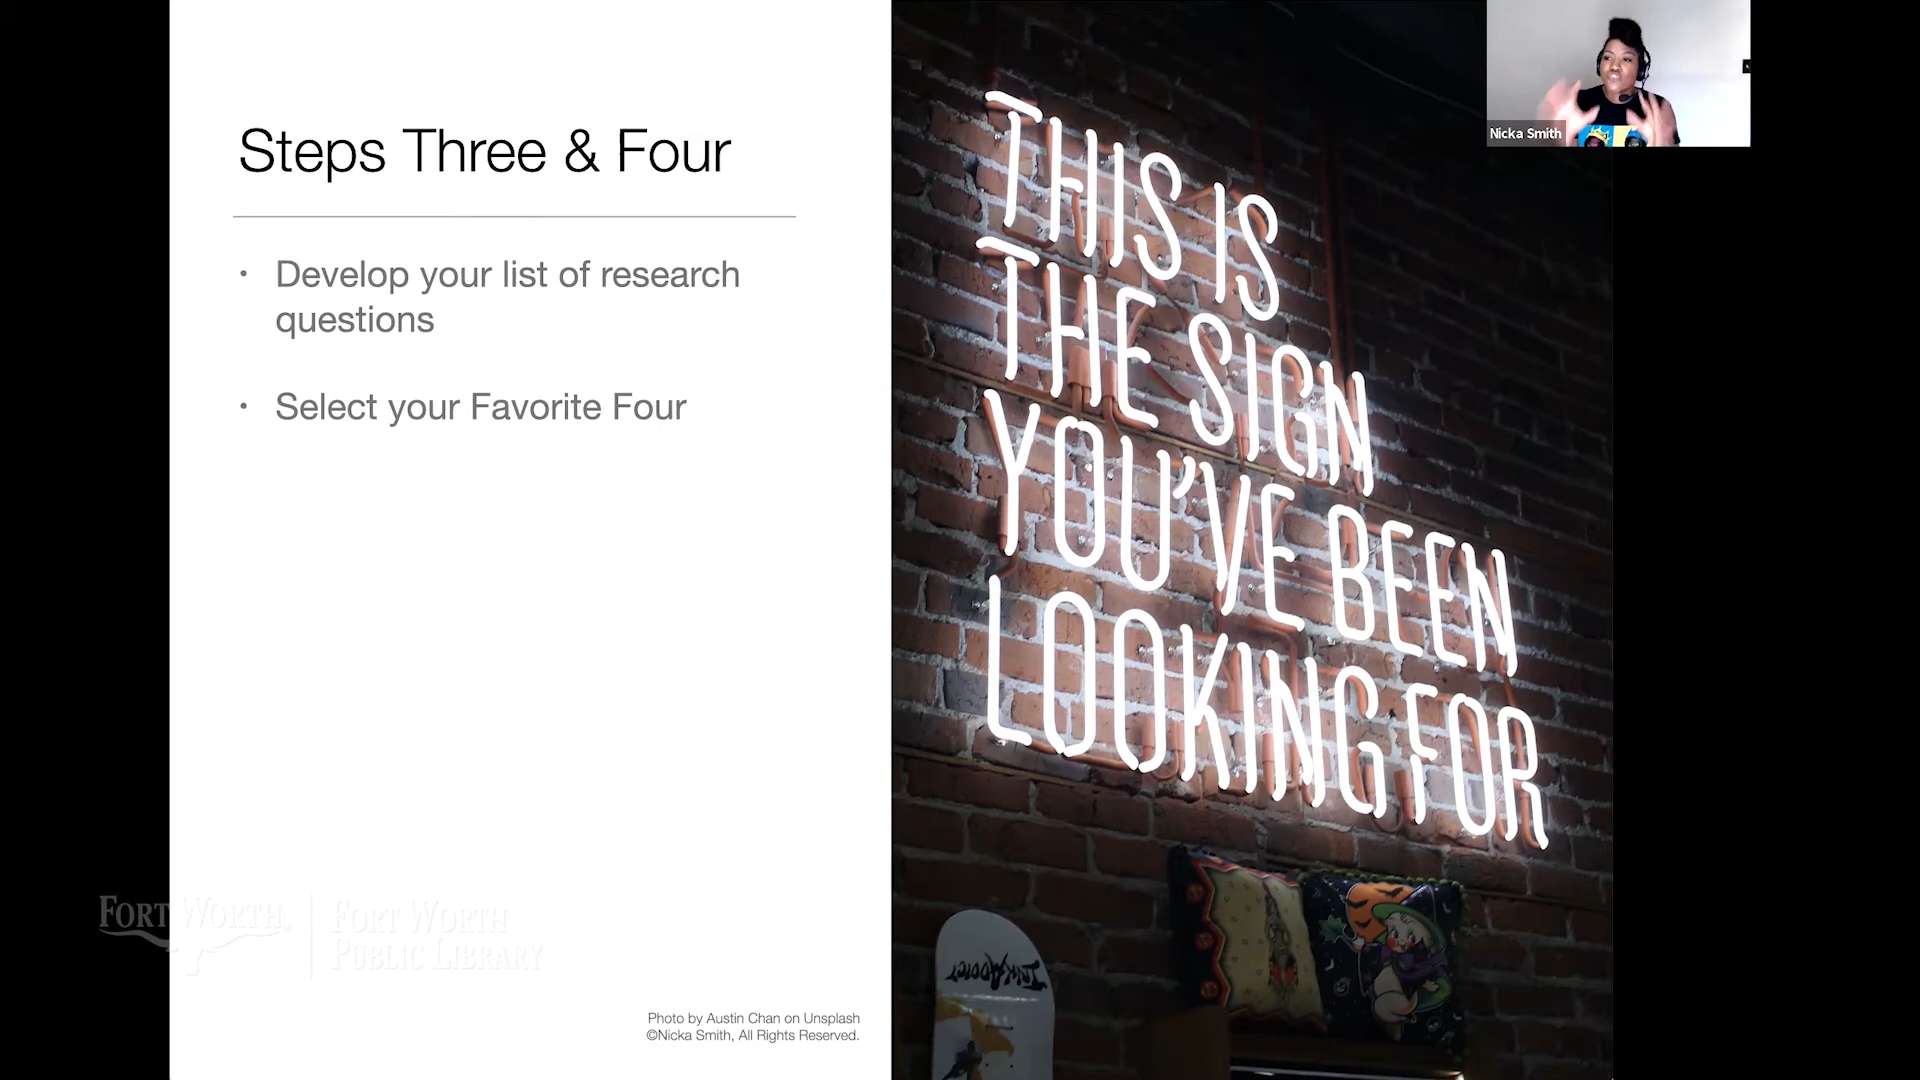 Steps Three & Four
• Develop your list of research
questions
• Select your Favorite Four
THIS IS
THE SIGN
YOU'VE BEEN
LOOKING FOR
Nicka Smith
INKADDICT
FORT WORTH®
FORT WORTH
PUBLIC LIBRARY
Photo by Austin Chan on Unsplash
©Nicka Smith, All Rights Reserved.